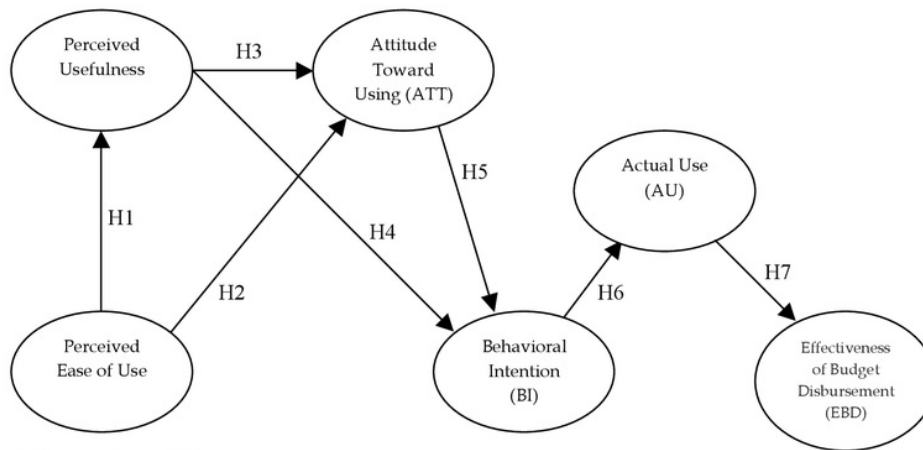 Perceived
Usefulness
H3
Attitude
Toward
Using (ATT)
H5
Actual Use
(AU)
H1
H4
H2
H6
H7
Perceived
Ease of Use
Behavioral
Intention
(BI)
Effectiveness
of Budget
Disbursement
(EBD)